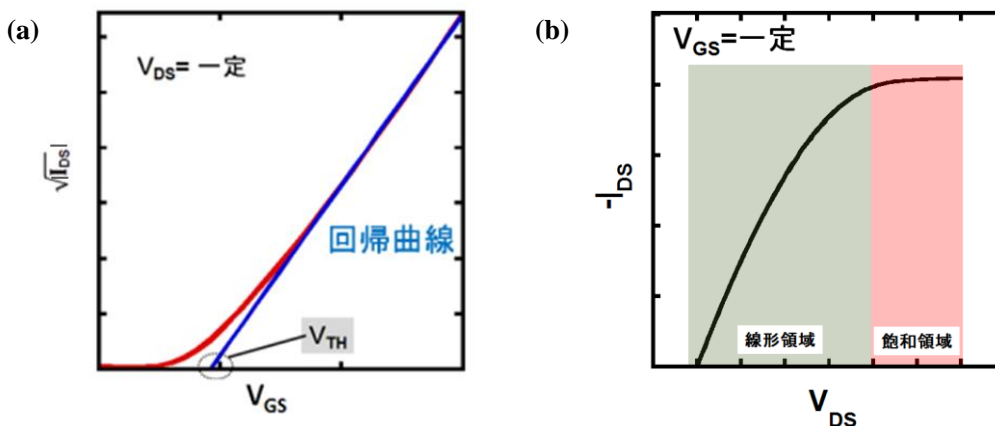 (a)
V_DS= 一定
√|I_DS|
回帰曲線
V_TH
V_GS
(b)
V_GS=一定
-I_DS
線形領域
飽和領域
V_DS